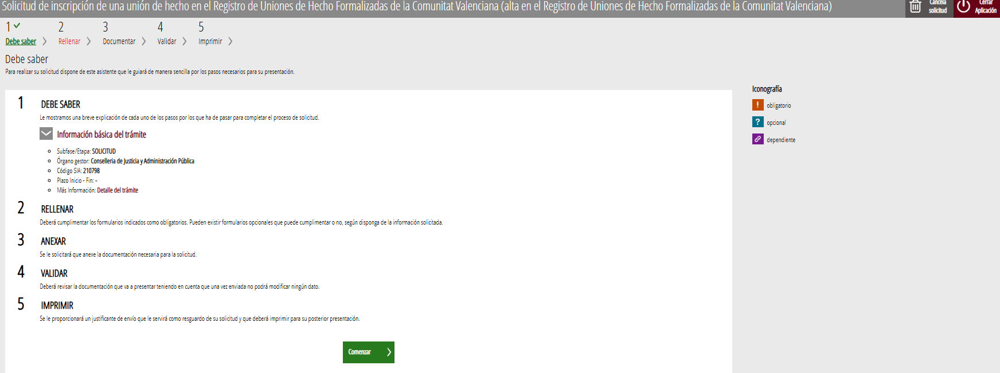 Solicitud de inscripción de una unión de hecho en el Registro de Uniones de Hecho Formalizadas de la Comunitat Valenciana (alta en el Registro de Uniones de Hecho Formalizadas de la Comunitat Valenciana)
Cancela
solicitud
Cerrar
Aplicación
1 2 3 4 5
Debe saber Rellenar Documentar Validar Imprimir
Debe saber
Para realizar su solicitud dispone de este asistente que le guiará de manera sencilla por los pasos necesarios para su presentación.
1 DEBE SABER
Le mostramos una breve explicación de cada uno de los pasos por los que ha de pasar para completar el proceso de solicitud.
Información básica del trámite
Subfase/Etapa: SOLICITUD
Órgano gestor: Conselleria de Justicia y Administración Pública
Código SIA: 210798
Plazo Inicio - Fin: -
Más Información: Detalle del trámite
2 RELLENAR
Deberá cumplimentar los formularios indicados como obligatorios. Pueden existir formularios opcionales que puede cumplimentar o no, según disponga de la información solicitada.
3 ANEXAR
Se le solicitará que anexe la documentación necesaria para la solicitud.
4 VALIDAR
Deberá revisar la documentación que va a presentar teniendo en cuenta que una vez enviada no podrá modificar ningún dato.
5 IMPRIMIR
Se le proporcionará un justificante de envío que le servirá como resguardo de su solicitud y que deberá imprimir para su posterior presentación.
Comenzar
Iconografía
! obligatorio
? opcional
dependiente